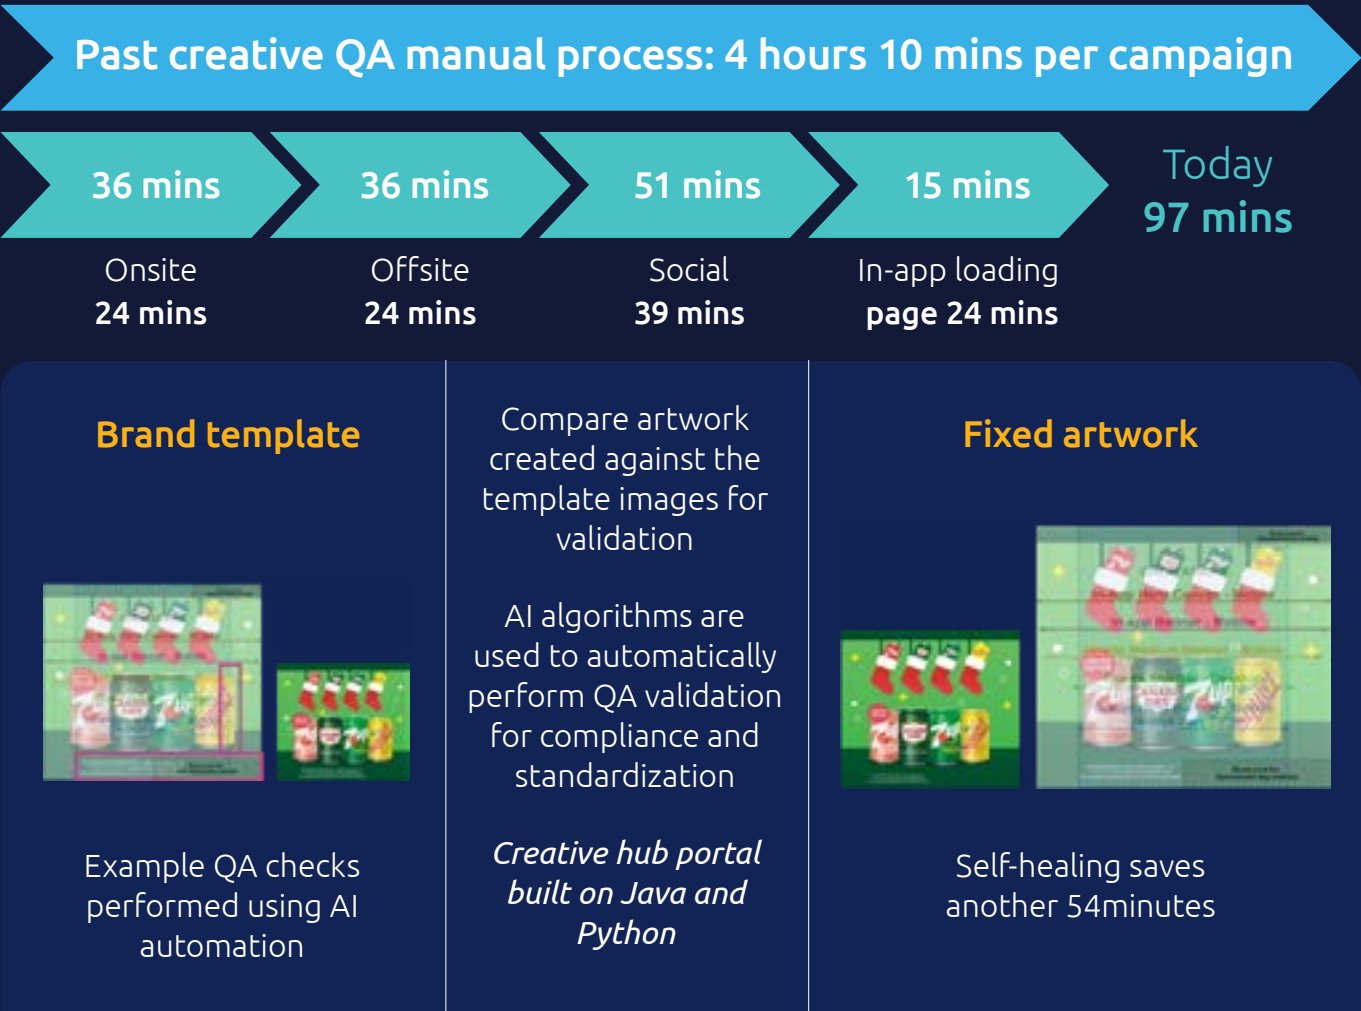 Past creative QA manual process: 4 hours 10 mins per campaign
36 mins
36 mins
51 mins
15 mins
Today
97 mins
Onsite
24 mins
Offsite
24 mins
Social
39 mins
In-app loading
page 24 mins
Brand template
Example QA checks
performed using AI
automation
Compare artwork
created against the
template images for
validation
AI algorithms are
used to automatically
perform QA validation
for compliance and
standardization
Creative hub portal
built on Java and
Python
Fixed artwork
7up
Self-healing saves
another 54minutes